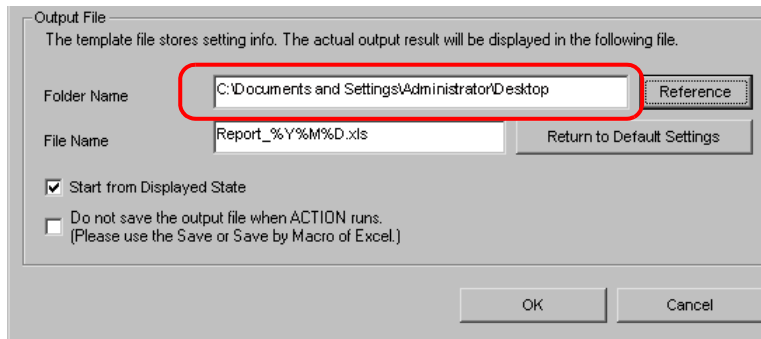 Output File
The template file stores setting info. The actual output result will be displayed in the following file.
Folder Name
C:\Documents and Settings\Administrator\Desktop
Reference
File Name
Report_%Y%M%D.xls
Return to Default Settings
Start from Displayed State
Do not save the output file when ACTION runs.
(Please use the Save or Save by Macro of Excel.)
OK
Cancel